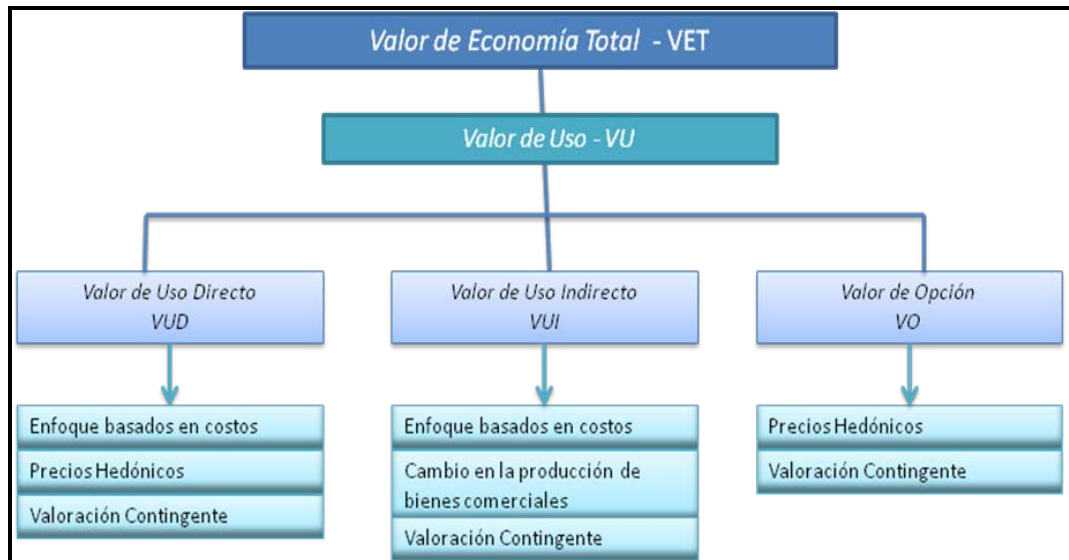 Valor de Economía Total - VET
Valor de Uso - VU
Valor de Uso Directo
VUD
Valor de Uso Indirecto
VUI
Valor de Opción
VO
Enfoque basados en costos
Precios Hedónicos
Valoración Contingente
Enfoque basados en costos
Cambio en la producción de
bienes comerciales
Valoración Contingente
Precios Hedónicos
Valoración Contingente